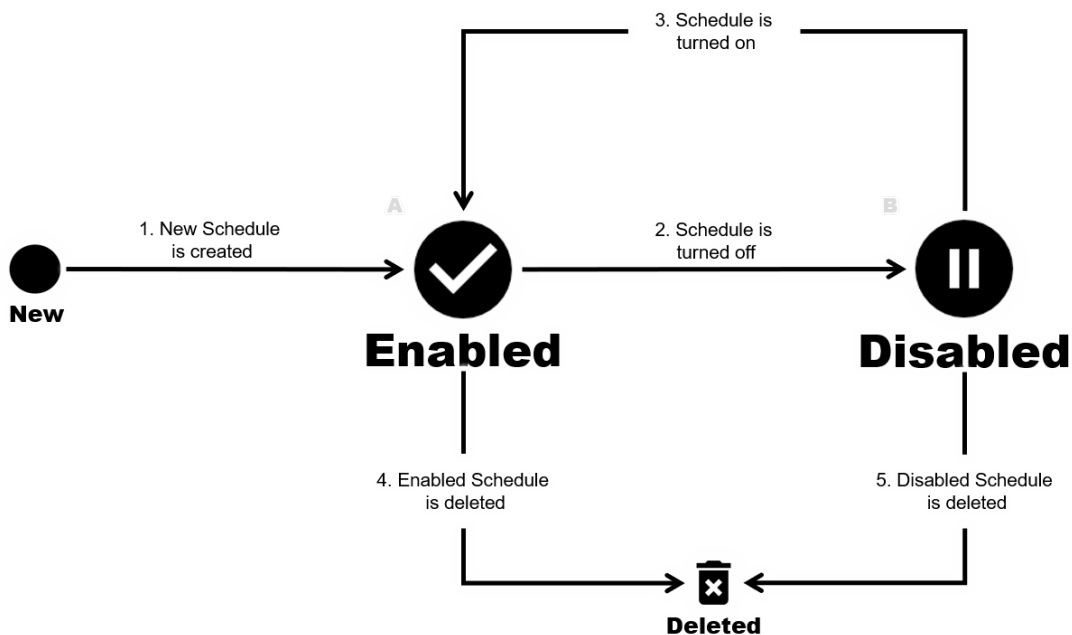 3. Schedule is
turned on
A
B
1. New Schedule
is created
2. Schedule is
turned off
New
Enabled
Disabled
4. Enabled Schedule
is deleted
5. Disabled Schedule
is deleted
Deleted